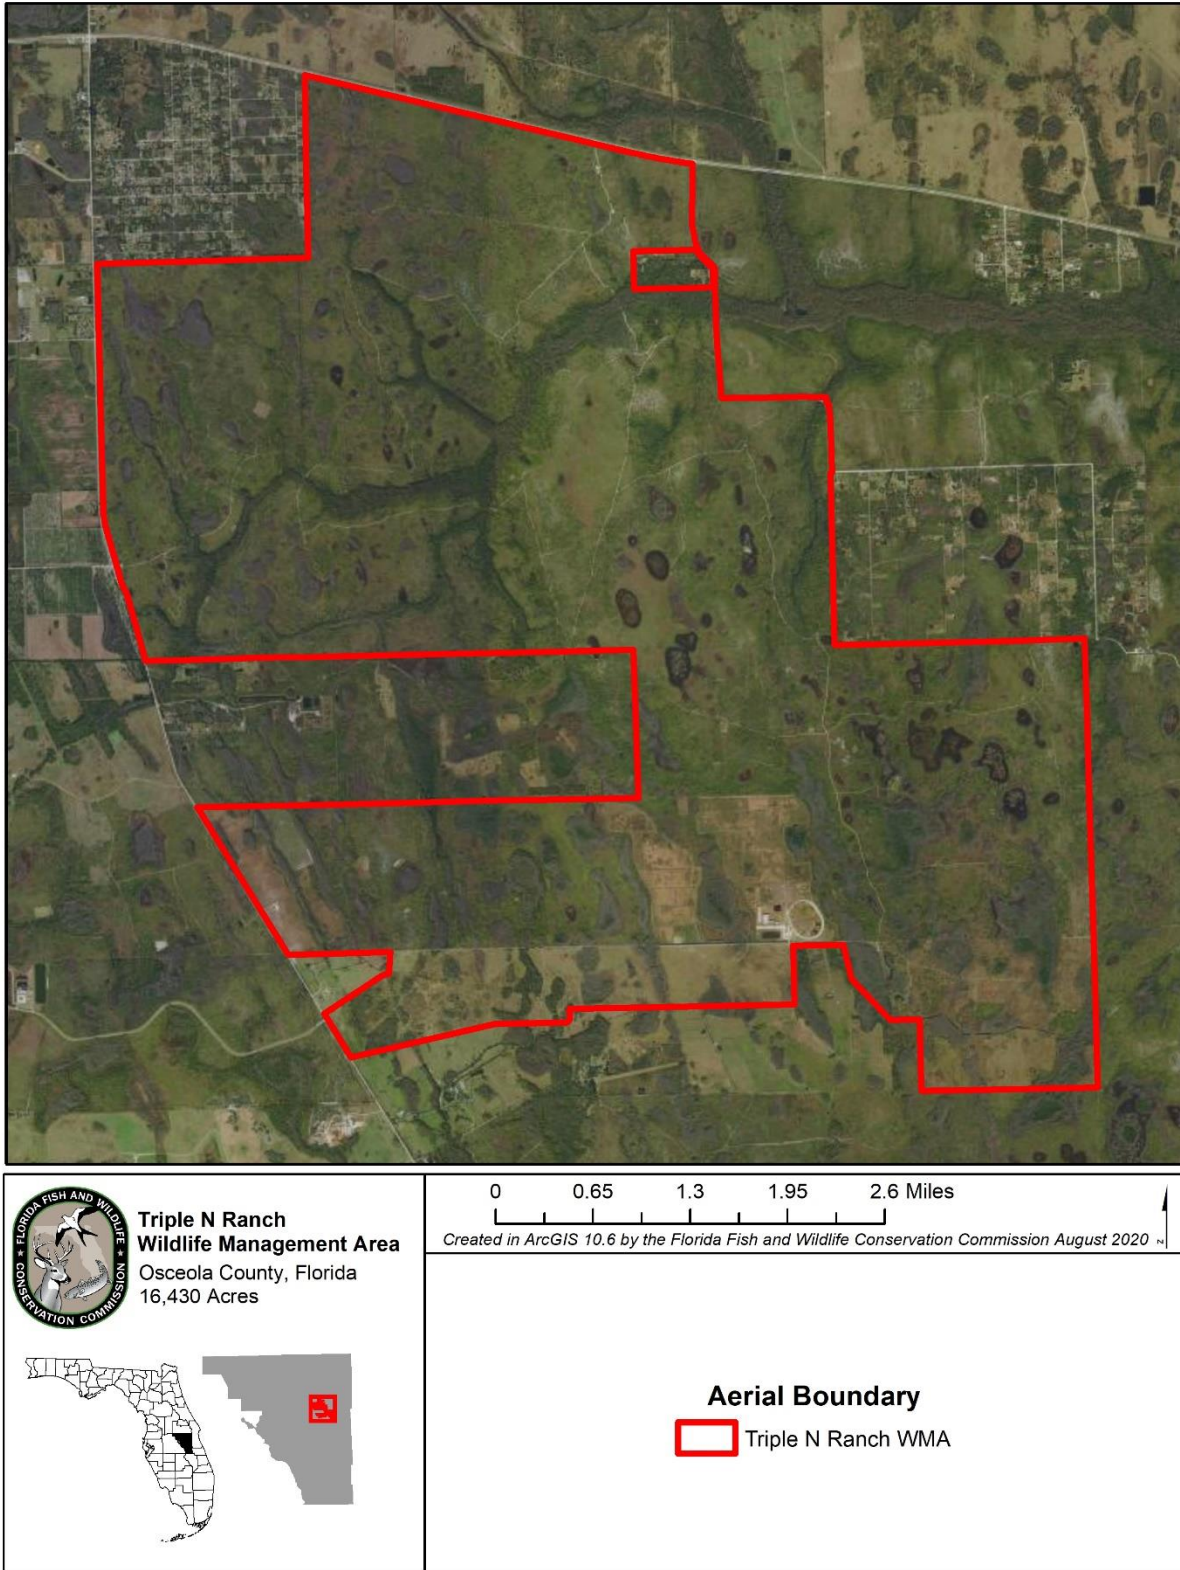 FLORIDA FISH AND WILDLIFE
CONSERVATION COMMISSION
Triple N Ranch
Wildlife Management Area
Osceola County, Florida
16,430 Acres
0 0.65 1.3 1.95 2.6 Miles
Created in ArcGIS 10.6 by the Florida Fish and Wildlife Conservation Commission August 2020
N
Aerial Boundary
Triple N Ranch WMA